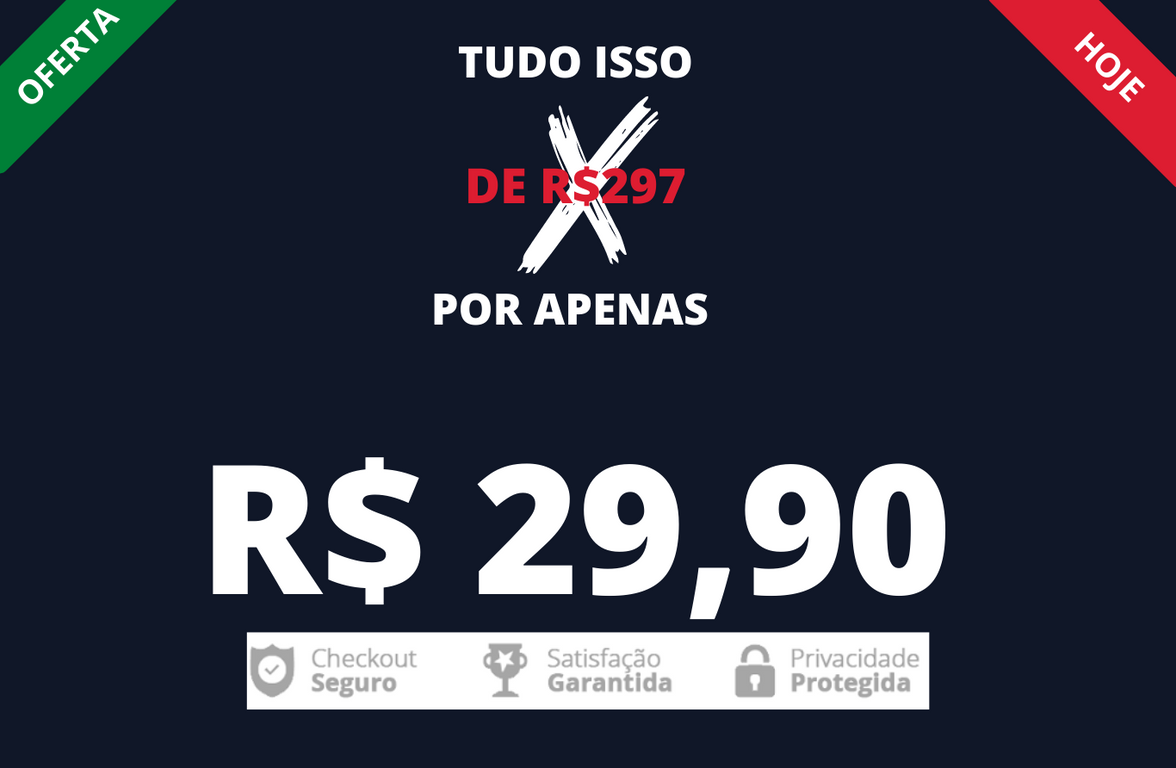 OFERTA
HOJE
TUDO ISSO
DE R$297
POR APENAS
R$ 29,90
Checkout
Seguro
Satisfação
Garantida
Privacidade
Protegida